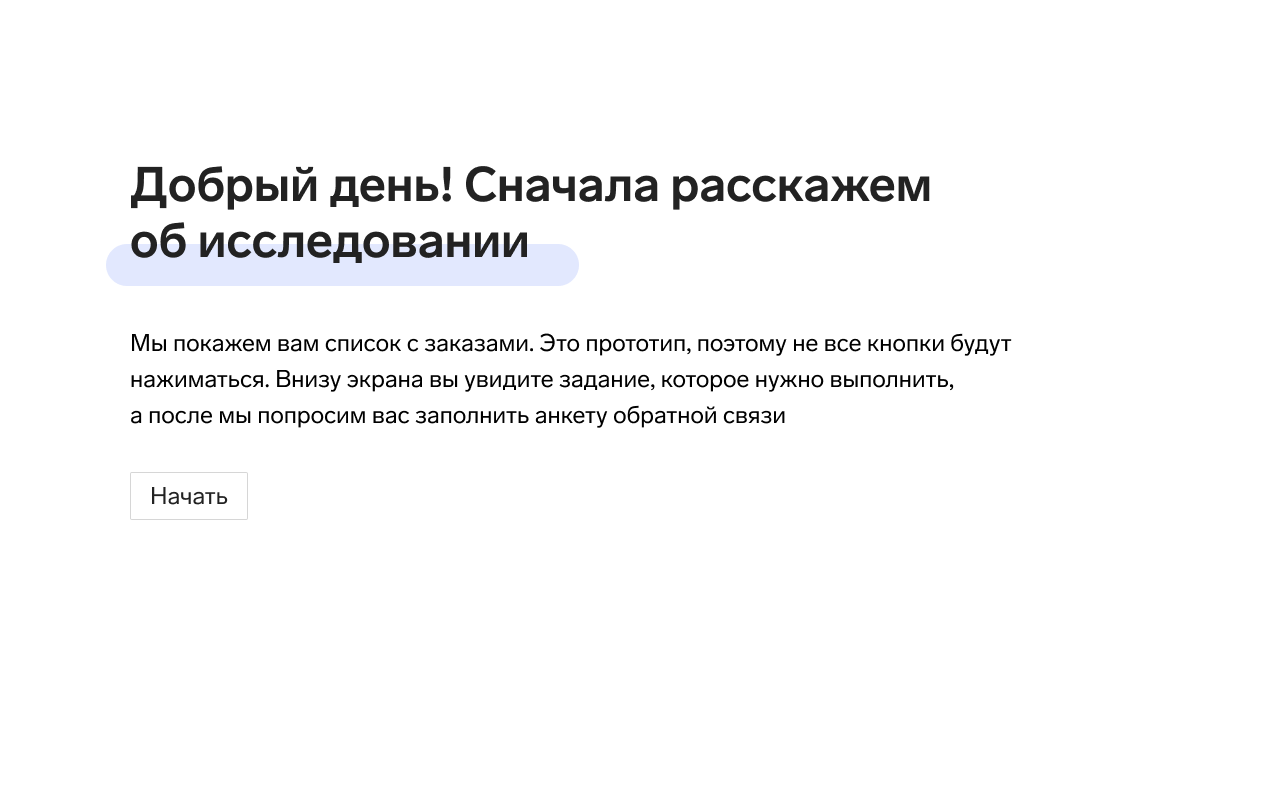 Добрый день! Сначала расскажем
об исследовании
Мы покажем вам список с заказами. Это прототип, поэтому не все кнопки будут
нажиматься. Внизу экрана вы увидите задание, которое нужно выполнить,
а после мы попросим вас заполнить анкету обратной связи
Начать